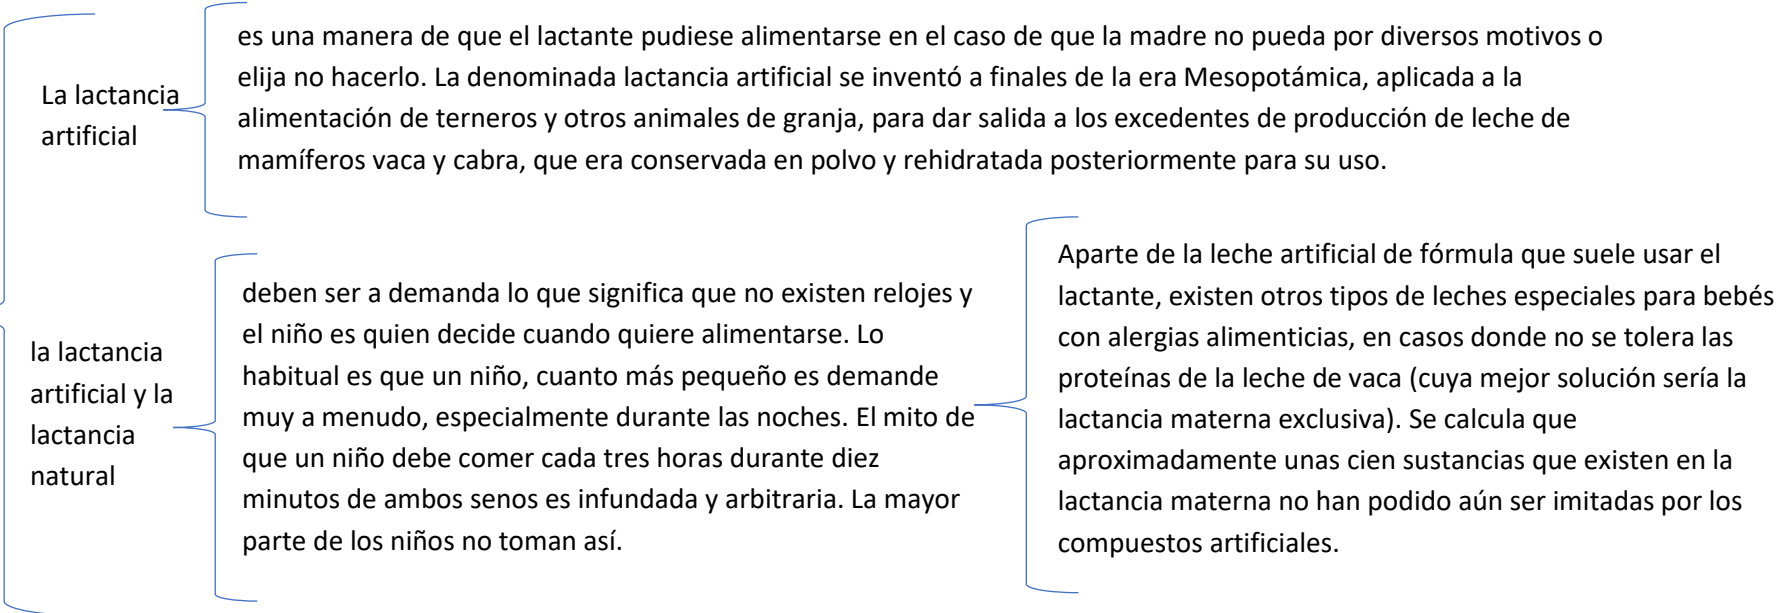 La lactancia
artificial
es una manera de que el lactante pudiese alimentarse en el caso de que la madre no pueda por diversos motivos o
elija no hacerlo. La denominada lactancia artificial se inventó a finales de la era Mesopotámica, aplicada a la
alimentación de terneros y otros animales de granja, para dar salida a los excedentes de producción de leche de
mamíferos vaca y cabra, que era conservada en polvo y rehidratada posteriormente para su uso.
la lactancia
artificial y la
lactancia
natural
deben ser a demanda lo que significa que no existen relojes y
el niño es quien decide cuando quiere alimentarse. Lo
habitual es que un niño, cuanto más pequeño es demande
muy a menudo, especialmente durante las noches. El mito de
que un niño debe comer cada tres horas durante diez
minutos de ambos senos es infundada y arbitraria. La mayor
parte de los niños no toman así.
Aparte de la leche artificial de fórmula que suele usar el
lactante, existen otros tipos de leches especiales para bebés
con alergias alimenticias, en casos donde no se tolera las
proteínas de la leche de vaca (cuya mejor solución sería la
lactancia materna exclusiva). Se calcula que
aproximadamente unas cien sustancias que existen en la
lactancia materna no han podido aún ser imitadas por los
compuestos artificiales.